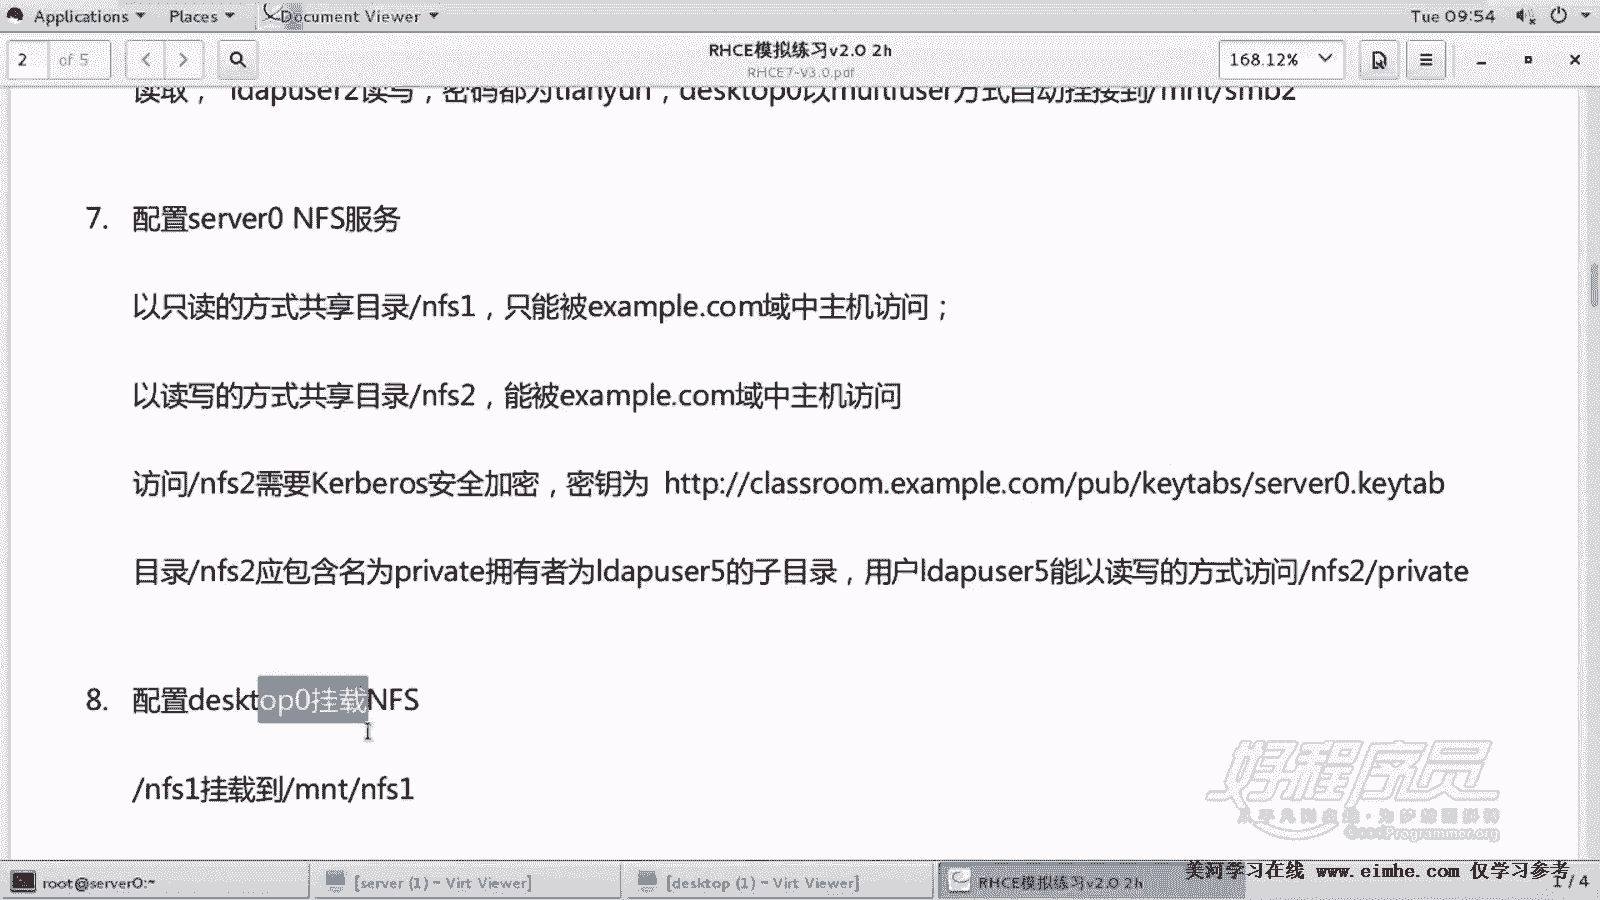 Applications Places Document Viewer Tue 09:54
2 of 5 RHCE模拟练习v2.0 2h 168.12%
RHCE7-V3.0.pdf
读取， ldapuser2读写，密码都为tianyun，desktop0以multiuser方式自动挂接到/mnt/smb2
7. 配置server0 NFS服务
以只读的方式共享目录/nfs1，只能被example.com域中主机访问；
以读写的方式共享目录/nfs2，能被example.com域中主机访问
访问/nfs2需要Kerberos安全加密，密钥为 http://classroom.example.com/pub/keytabs/server0.keytab
目录/nfs2应包含名为private拥有者为ldapuser5的子目录，用户ldapuser5能以读写的方式访问/nfs2/private
8. 配置desktop0挂载NFS
/nfs1挂载到/mnt/nfs1
好程序员
GoodProgrammer.org
root@server0:~ [server (1) - Virt Viewer] [desktop (1) - Virt Viewer] RHCE模拟练习v2.0 2h 1 / 4
美河学习在线 www.eimhe.com 仅学习参考